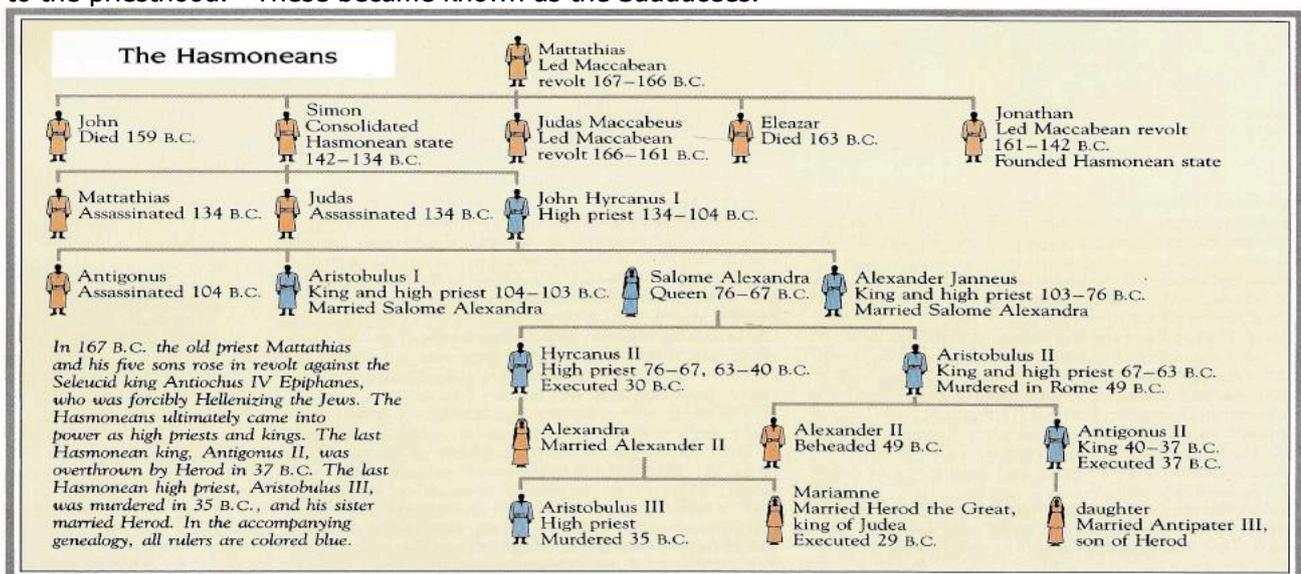 to the priesthood. These became known as the Sadducees.
The Hasmoneans
Mattathias
Led Maccabean
revolt 167–166 B.C.
John
Died 159 B.C.
Simon
Consolidated
Hasmonean state
142–134 B.C.
Judas Maccabeus
Led Maccabean
revolt 166–161 B.C.
Eleazar
Died 163 B.C.
Jonathan
Led Maccabean revolt
161–142 B.C.
Founded Hasmonean state
Mattathias
Assassinated 134 B.C.
Judas
Assassinated 134 B.C.
John Hyrcanus I
High priest 134–104 B.C.
Antigonus
Assassinated 104 B.C.
Aristobulus I
King and high priest 104–103 B.C.
Married Salome Alexandra
Salome Alexandra
Queen 76–67 B.C.
Alexander Janneus
King and high priest 103–76 B.C.
Married Salome Alexandra
Hyrcanus II
High priest 76–67, 63–40 B.C.
Executed 30 B.C.
Aristobulus II
King and high priest 67–63 B.C.
Murdered in Rome 49 B.C.
Alexandra
Married Alexander II
Alexander II
Beheaded 49 B.C.
Antigonus II
King 40–37 B.C.
Executed 37 B.C.
Aristobulus III
High priest
Murdered 35 B.C.
Mariamne
Married Herod the Great,
king of Judea
Executed 29 B.C.
daughter
Married Antipater III,
son of Herod
In 167 B.C. the old priest Mattathias
and his five sons rose in revolt against the
Seleucid king Antiochus IV Epiphanes,
who was forcibly Hellenizing the Jews. The
Hasmoneans ultimately came into
power as high priests and kings. The last
Hasmonean king, Antigonus II, was
overthrown by Herod in 37 B.C. The last
Hasmonean high priest, Aristobulus III,
was murdered in 35 B.C., and his sister
married Herod. In the accompanying
genealogy, all rulers are colored blue.